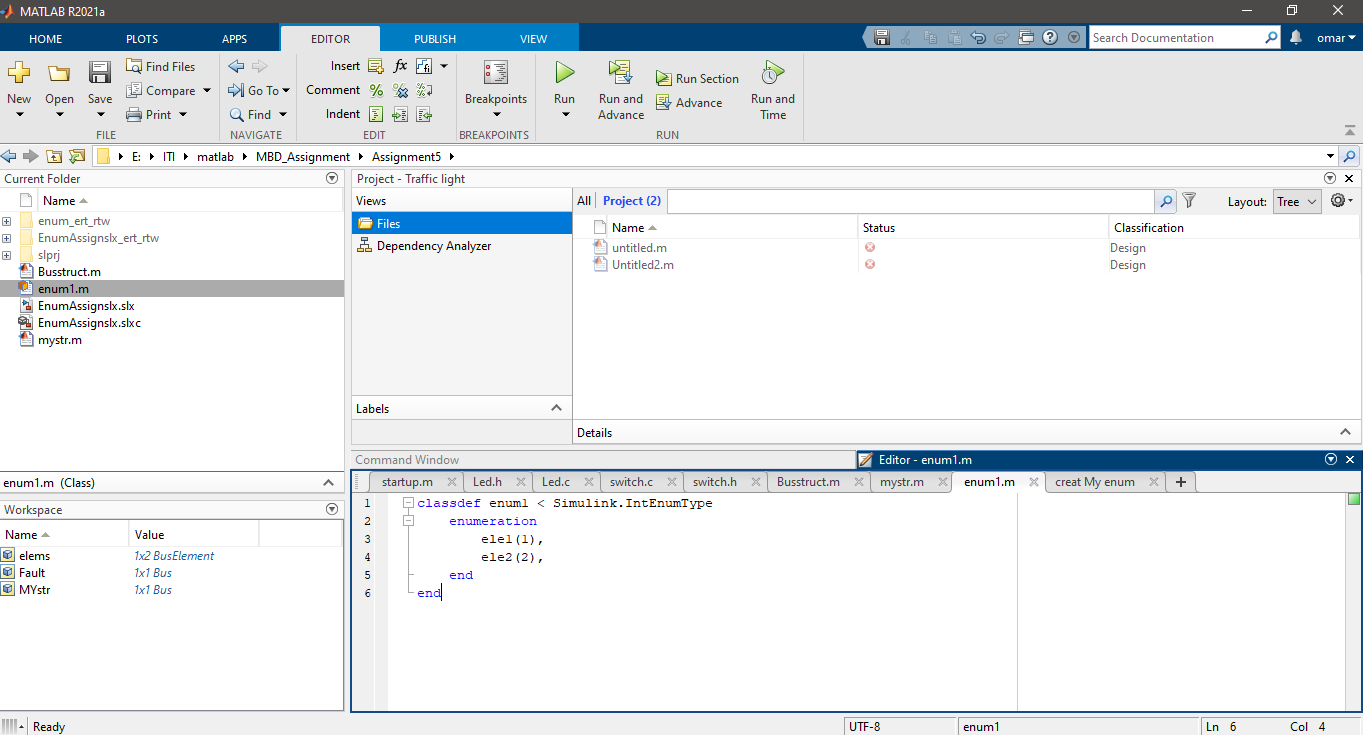 MATLAB R2021a
HOME PLOTS APPS EDITOR PUBLISH VIEW Search Documentation omar
New Open Save Find Files Compare Print
Go To Find
Insert fx
Comment
Indent
Breakpoints
Run Run and Advance Run Section Advance Run and Time
FILE NAVIGATE EDIT BREAKPOINTS RUN
E: ITI matlab MBD_Assignment Assignment5
Current Folder
Name
enum_ert_rtw
EnumAssignslx_ert_rtw
slprj
Busstruct.m
enum1.m
EnumAssignslx.slx
EnumAssignslx.slxc
mystr.m
enum1.m (Class)
Workspace
Name Value
elems 1x2 BusElement
Fault 1x1 Bus
MYstr 1x1 Bus
Project - Traffic light
Views
Files
Dependency Analyzer
Labels
All Project (2) Layout: Tree
Name Status Classification
untitled.m Design
Untitled2.m Design
Details
Command Window
Editor - enum1.m
startup.m Led.h Led.c switch.c switch.h Busstruct.m mystr.m enum1.m creat My enum +
1 classdef enum1 < Simulink.IntEnumType
2 enumeration
3 ele1(1),
4 ele2(2),
5 end
6 end
Ready UTF-8 enum1 Ln 6 Col 4